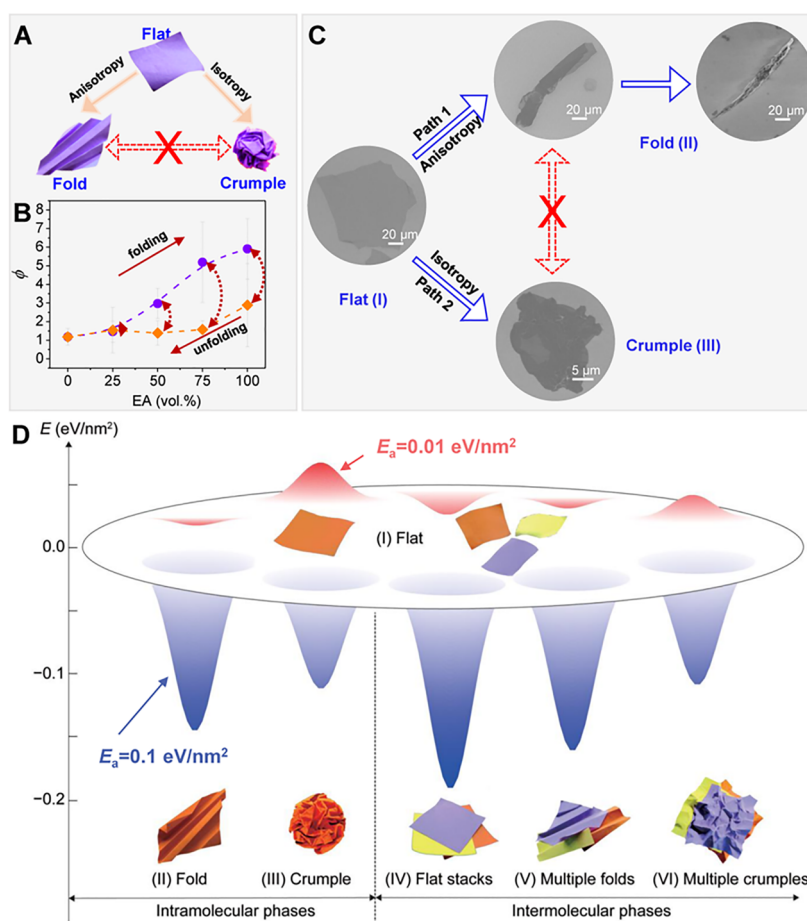 A
Flat
Anisotropy
Isotropy
X
Fold
Crumple
B
8
7
6
5
4
3
2
1
0
ϕ
folding
unfolding
0 25 50 75 100
EA (vol.%)
C
Path 1
Anisotropy
20 μm
20 μm
Fold (II)
20 μm
Flat (I)
X
Isotropy
Path 2
Crumple (III)
5 μm
D
E (eV/nm²)
Eₐ=0.01 eV/nm²
(I) Flat
0.0
−0.1
Eₐ=0.1 eV/nm²
−0.2
(II) Fold
(III) Crumple
(IV) Flat stacks
(V) Multiple folds
(VI) Multiple crumples
Intramolecular phases
Intermolecular phases